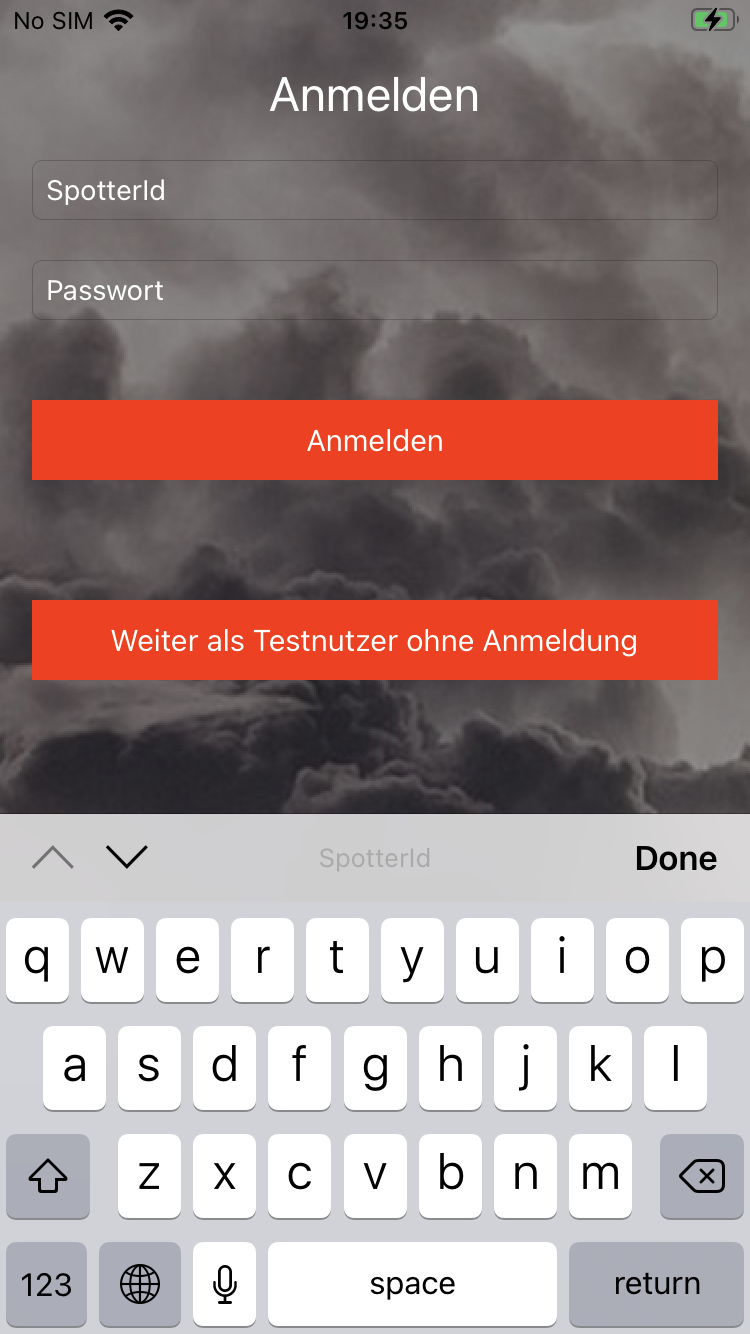 No SIM 19:35
Anmelden
SpotterId
Passwort
Anmelden
Weiter als Testnutzer ohne Anmeldung
SpotterId Done
q w e r t y u i o p
a s d f g h j k l
z x c v b n m
123 space return